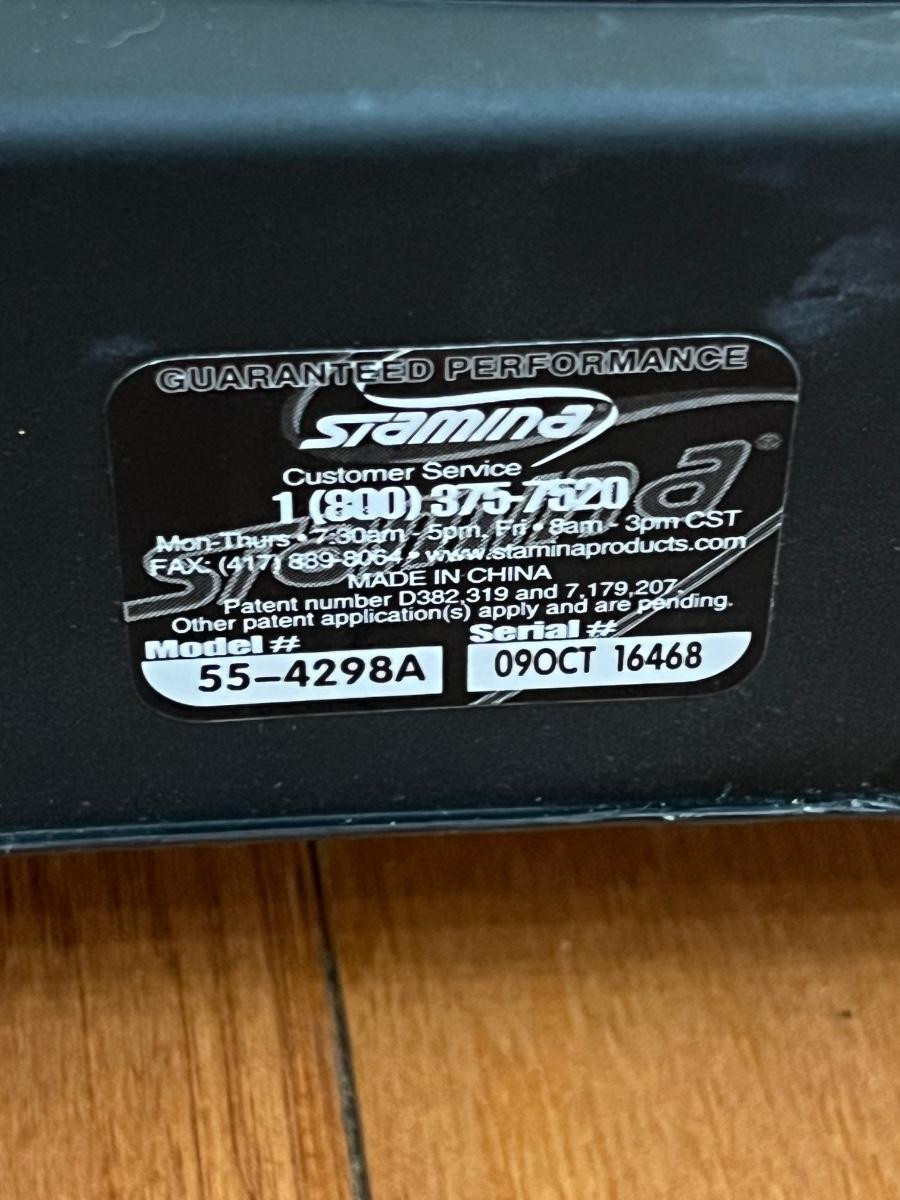 GUARANTEED PERFORMANCE
STAMINA
Stamina®
Customer Service
1 (800) 375-7520
Mon-Thurs • 7:30am - 5pm, Fri • 8am - 3pm CST
FAX: (417) 889-8064 • www.staminaproducts.com
MADE IN CHINA
Patent number D382,319 and 7,179,207.
Other patent application(s) apply and are pending.
Model # Serial #
55-4298A 09OCT 16468